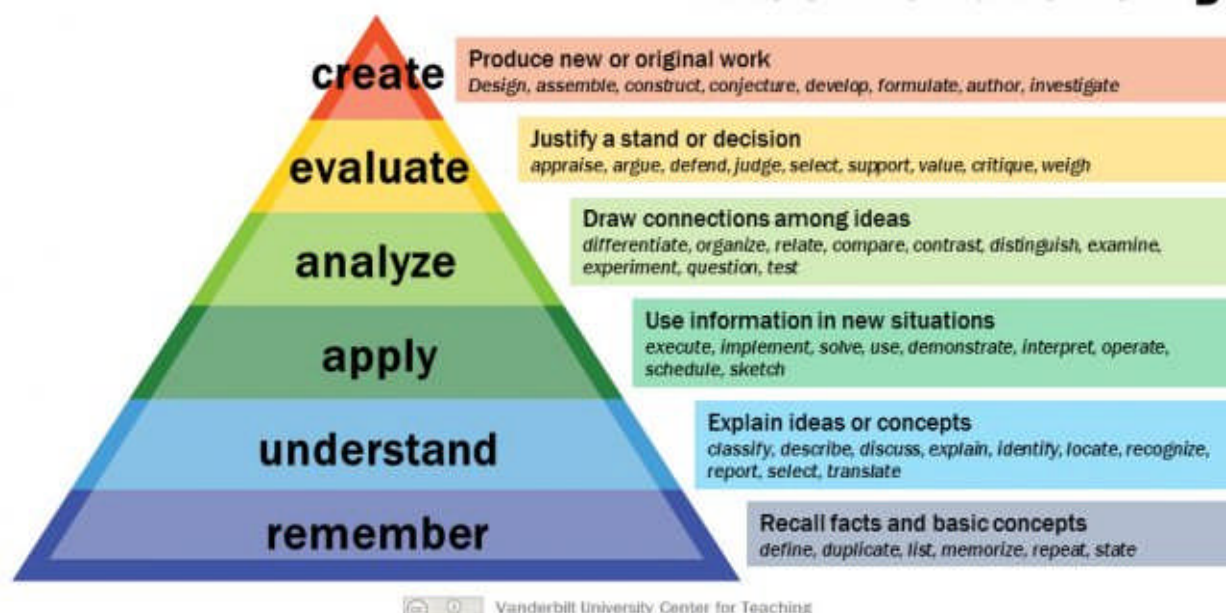 create
Produce new or original work
Design, assemble, construct, conjecture, develop, formulate, author, investigate
evaluate
Justify a stand or decision
appraise, argue, defend, judge, select, support, value, critique, weigh
analyze
Draw connections among ideas
differentiate, organize, relate, compare, contrast, distinguish, examine,
experiment, question, test
apply
Use information in new situations
execute, implement, solve, use, demonstrate, interpret, operate,
schedule, sketch
understand
Explain ideas or concepts
classify, describe, discuss, explain, identify, locate, recognize,
report, select, translate
remember
Recall facts and basic concepts
define, duplicate, list, memorize, repeat, state
Vanderbilt University Center for Teaching